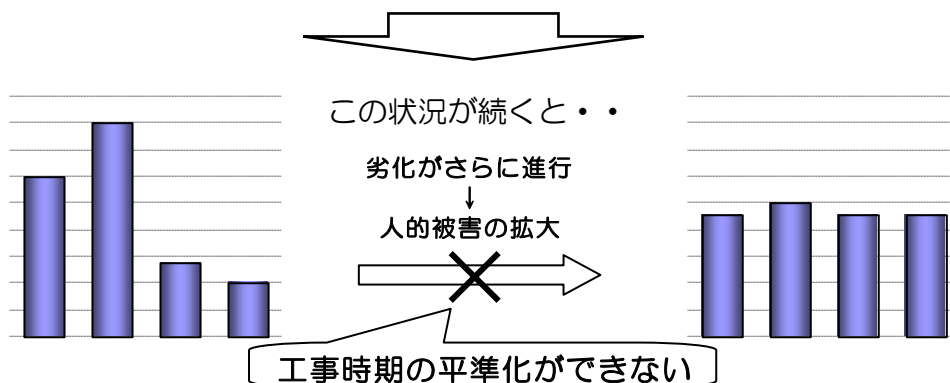 この状況が続くと・・
劣化がさらに進行
↓
人的被害の拡大
工事時期の平準化ができない